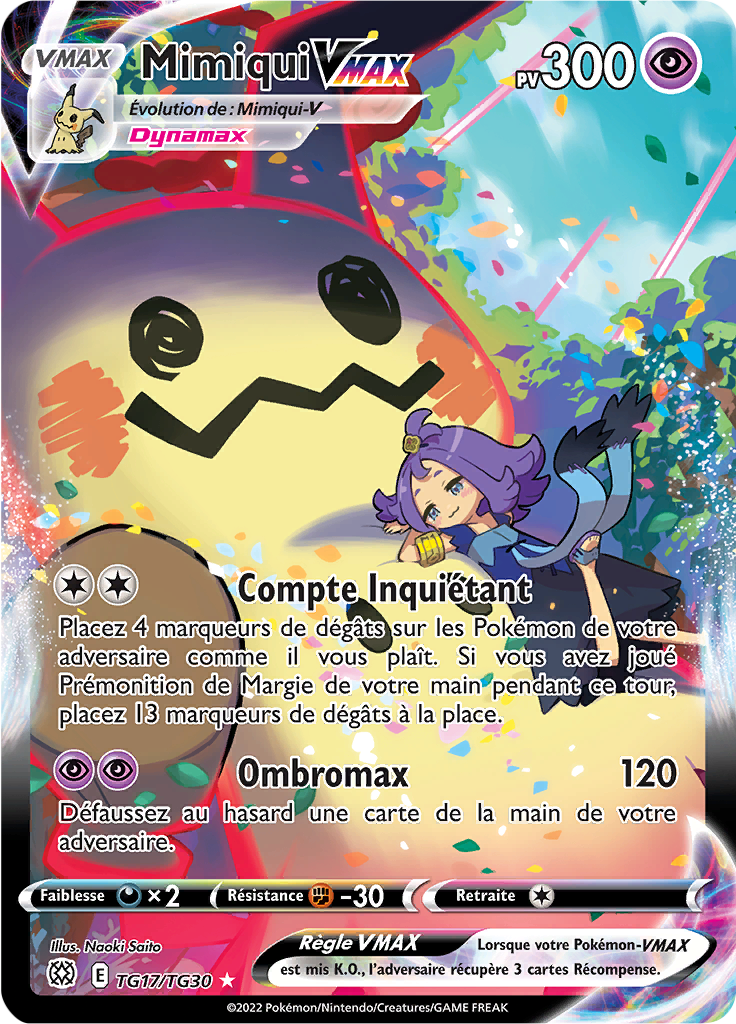 VMAX
Mimiqui VMAX
PV 300
Évolution de : Mimiqui-V
Dynamax
Compte Inquiétant
Placez 4 marqueurs de dégâts sur les Pokémon de votre
adversaire comme il vous plaît. Si vous avez joué
Prémonition de Margie de votre main pendant ce tour,
placez 13 marqueurs de dégâts à la place.
Ombromax 120
Défaussez au hasard une carte de la main de votre
adversaire.
Faiblesse ×2 Résistance -30 Retraite
Illus. Naoki Saito
Règle VMAX Lorsque votre Pokémon-VMAX
est mis K.O., l'adversaire récupère 3 cartes Récompense.
E TG17/TG30 ★
©2022 Pokémon/Nintendo/Creatures/GAME FREAK